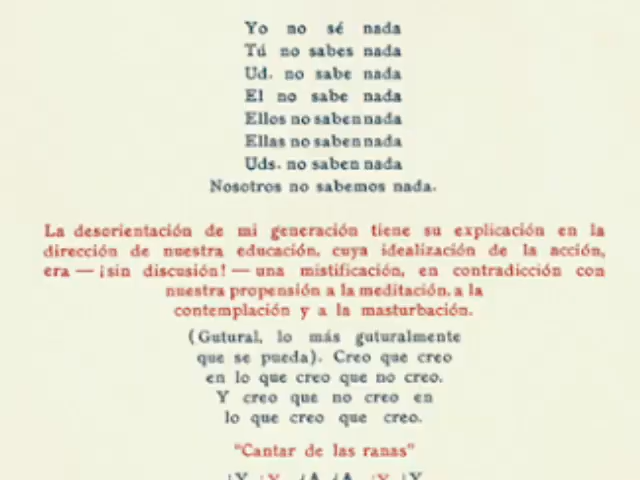 Yo no sé nada
Tú no sabes nada
Ud. no sabe nada
El no sabe nada
Ellos no saben nada
Ellas no saben nada
Uds. no saben nada
Nosotros no sabemos nada.
La desorientación de mi generación tiene su explicación en la
dirección de nuestra educación, cuya idealización de la acción,
era — ¡sin discusión! — una mistificación, en contradicción con
nuestra propensión a la meditación, a la
contemplación y a la masturbación.
(Gutural, lo más guturalmente
que se pueda). Creo que creo
en lo que creo que no creo.
Y creo que no creo en
lo que creo que creo.
"Cantar de las ranas"